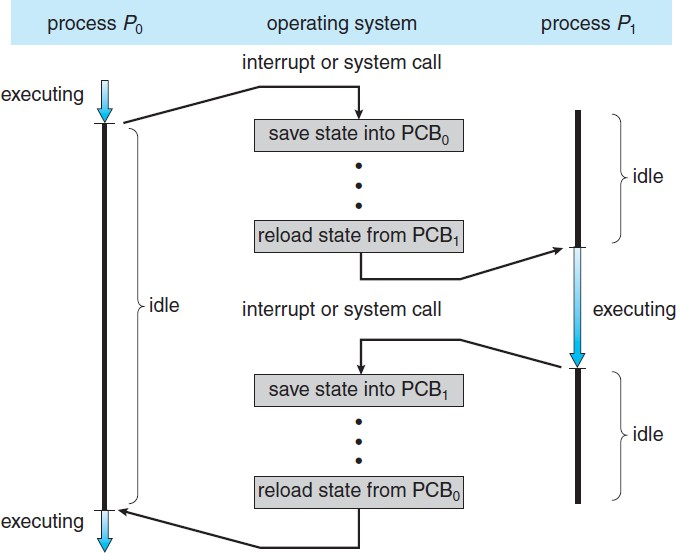 process P0
operating system
process P1
interrupt or system call
executing
save state into PCB0
idle
reload state from PCB1
idle
interrupt or system call
executing
save state into PCB1
idle
reload state from PCB0
executing